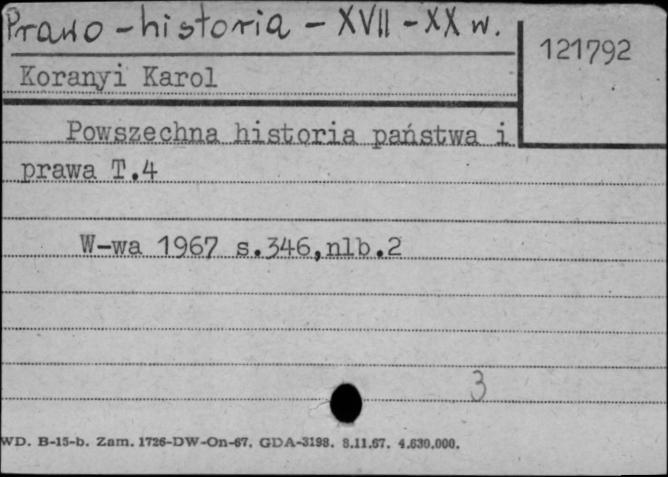 Prawo - historia - XVII - XX w.
121792
Koranyi Karol
Powszechna historia państwa i
prawa T.4
W-wa 1967 s.346,nlb.2
3
WD. B-15-b. Zam. 1726-DW-On-67. GDA-3198. 8.11.67. 4.630.000.